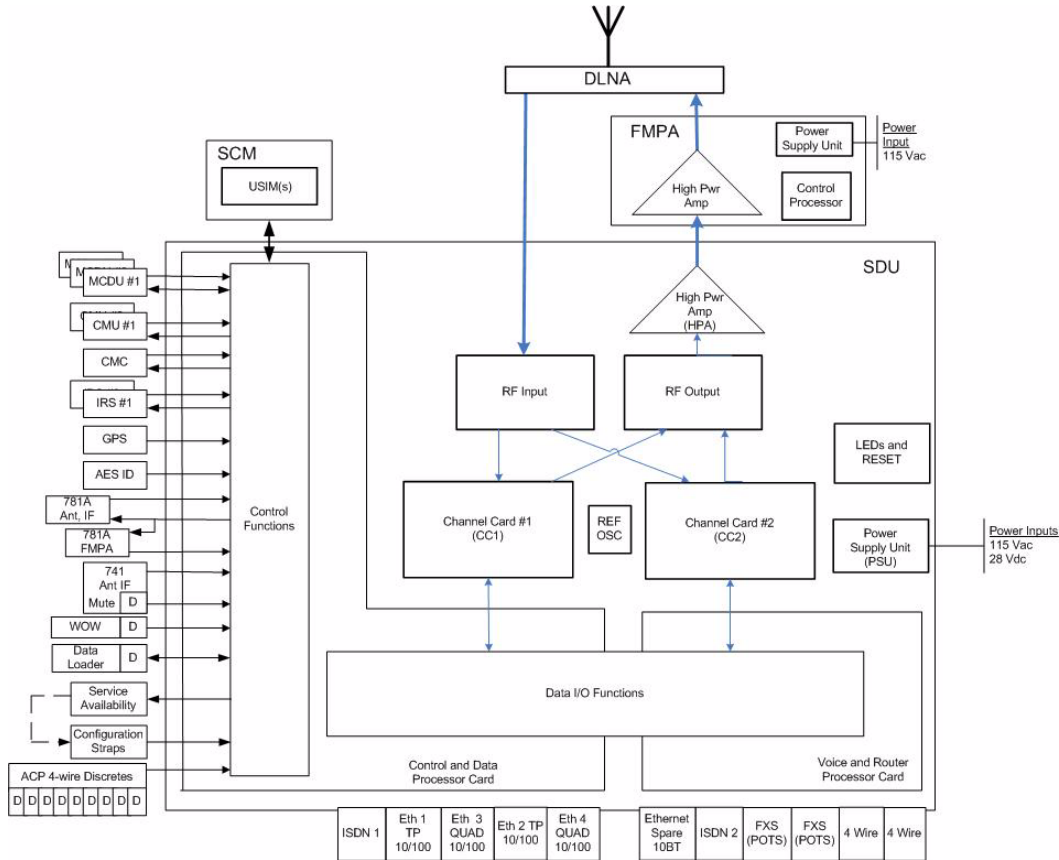 DLNA
FMPA
Power
Supply Unit
Power
Input
115 Vac
High Pwr
Amp
Control
Processor
SCM
USIM(s)
SDU
MCDU #1
CMU #1
CMC
IRS #1
GPS
AES ID
781A
Ant, IF
781A
FMPA
741
Ant IF
Mute D
WOW D
Data
Loader D
Service
Availability
Configuration
Straps
ACP 4-wire Discretes
D D D D D D D D D
Control
Functions
High Pwr
Amp
(HPA)
RF Input
RF Output
LEDs and
RESET
Channel Card #1
(CC1)
REF
OSC
Channel Card #2
(CC2)
Power
Supply Unit
(PSU)
Power Inputs
115 Vac
28 Vdc
Data I/O Functions
Control and Data
Processor Card
Voice and Router
Processor Card
ISDN 1
Eth 1
TP
10/100
Eth 3
QUAD
10/100
Eth 2 TP
10/100
Eth 4
QUAD
10/100
Ethernet
Spare
10BT
ISDN 2
FXS
(POTS)
FXS
(POTS)
4 Wire
4 Wire